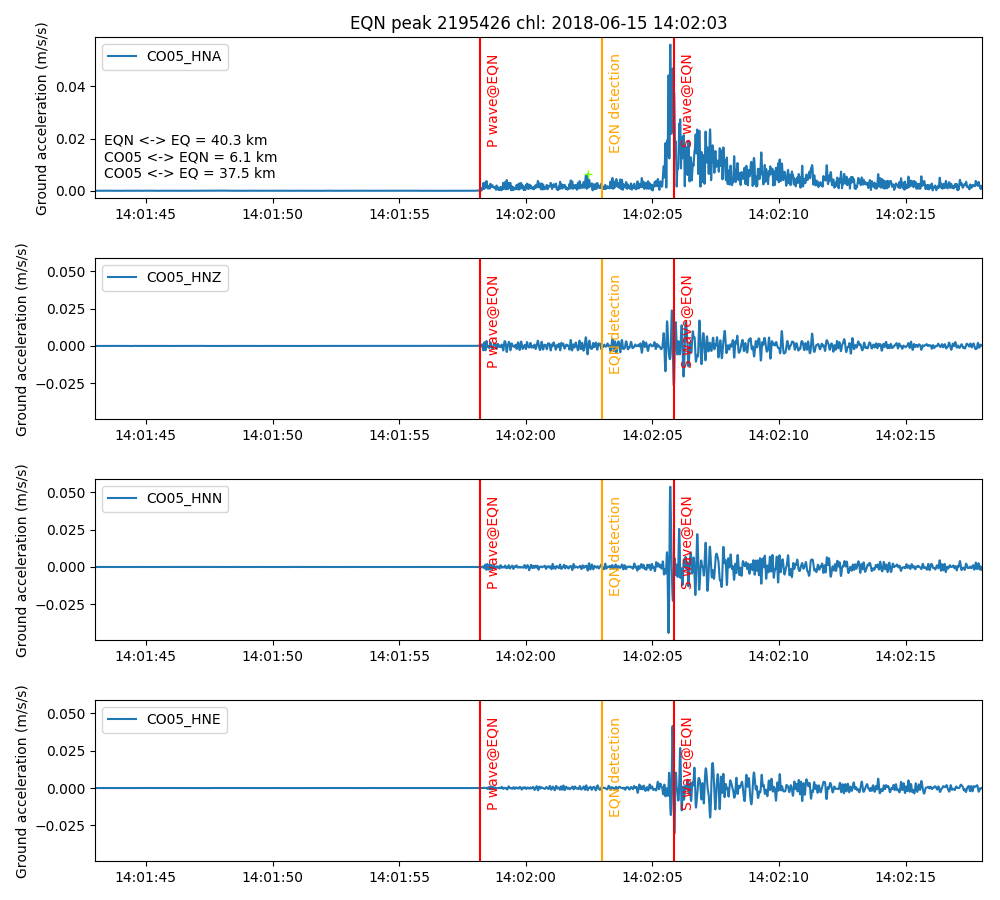 EQN peak 2195426 chl: 2018-06-15 14:02:03
Ground acceleration (m/s/s)
0.04
0.02
0.00
CO05_HNA
EQN <-> EQ = 40.3 km
CO05 <-> EQN = 6.1 km
CO05 <-> EQ = 37.5 km
P wave@EQN
EQN detection
S wave@EQN
14:01:45 14:01:50 14:01:55 14:02:00 14:02:05 14:02:10 14:02:15
Ground acceleration (m/s/s)
0.050
0.025
0.000
−0.025
CO05_HNZ
P wave@EQN
EQN detection
S wave@EQN
14:01:45 14:01:50 14:01:55 14:02:00 14:02:05 14:02:10 14:02:15
Ground acceleration (m/s/s)
0.050
0.025
0.000
−0.025
CO05_HNN
P wave@EQN
EQN detection
S wave@EQN
14:01:45 14:01:50 14:01:55 14:02:00 14:02:05 14:02:10 14:02:15
Ground acceleration (m/s/s)
0.050
0.025
0.000
−0.025
CO05_HNE
P wave@EQN
EQN detection
S wave@EQN
14:01:45 14:01:50 14:01:55 14:02:00 14:02:05 14:02:10 14:02:15